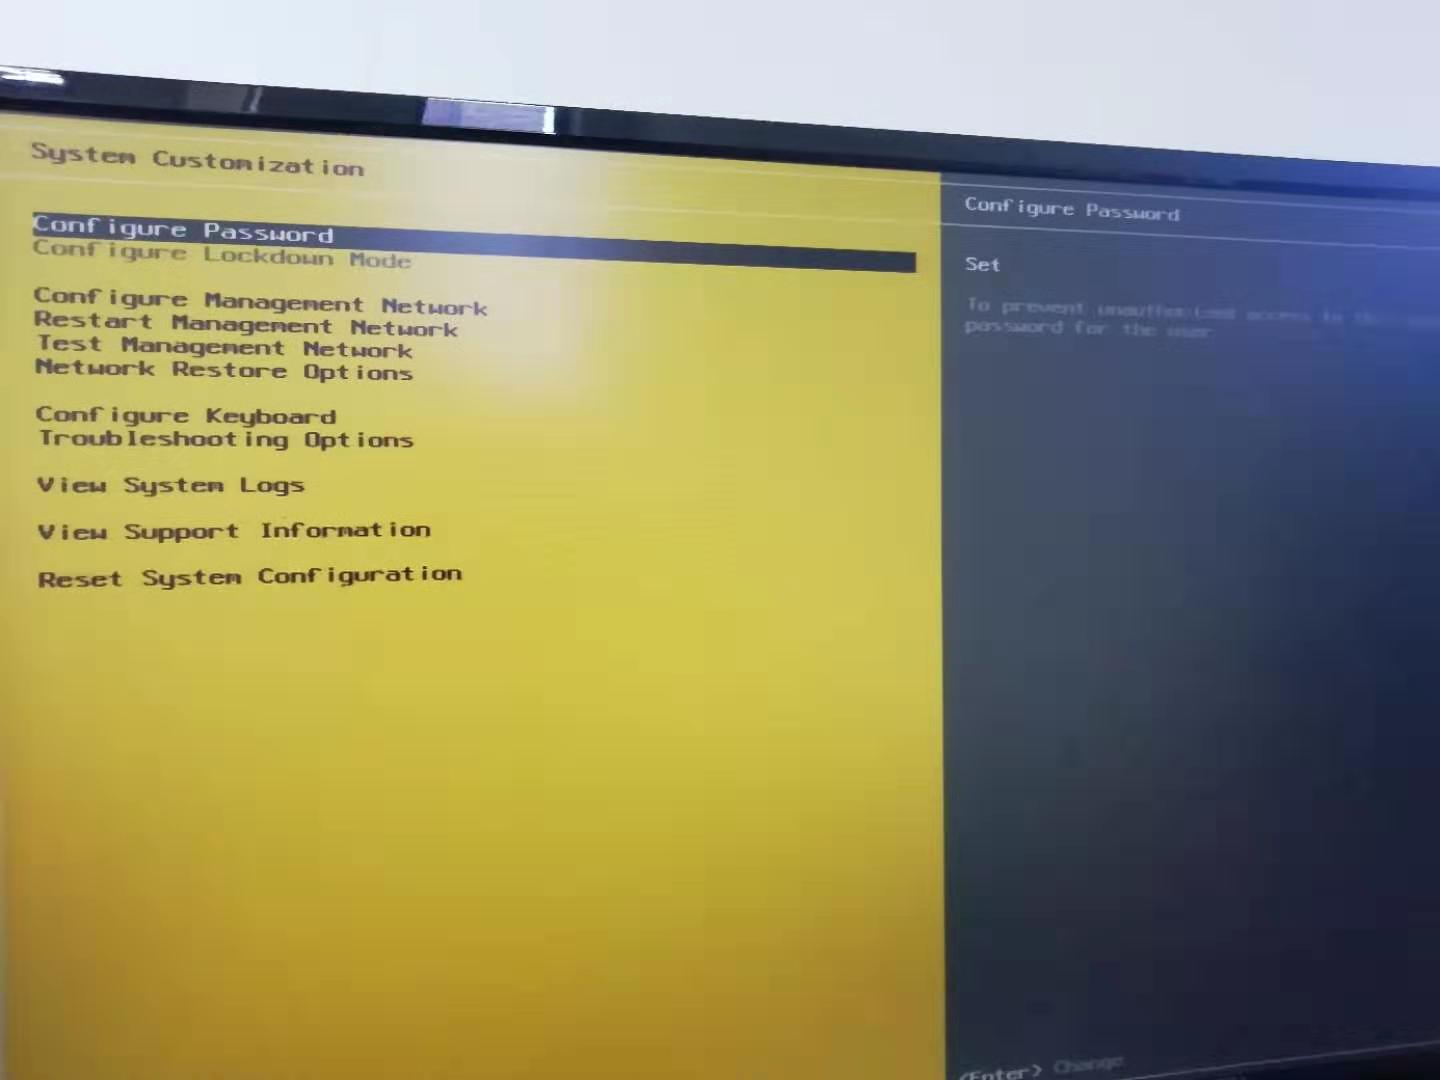 System Customization
Configure Password
Configure Lockdown Mode
Configure Management Network
Restart Management Network
Test Management Network
Network Restore Options
Configure Keyboard
Troubleshooting Options
View System Logs
View Support Information
Reset System Configuration
Configure Password
Set
To prevent unauthorized access to
password for the user
<Enter> Change